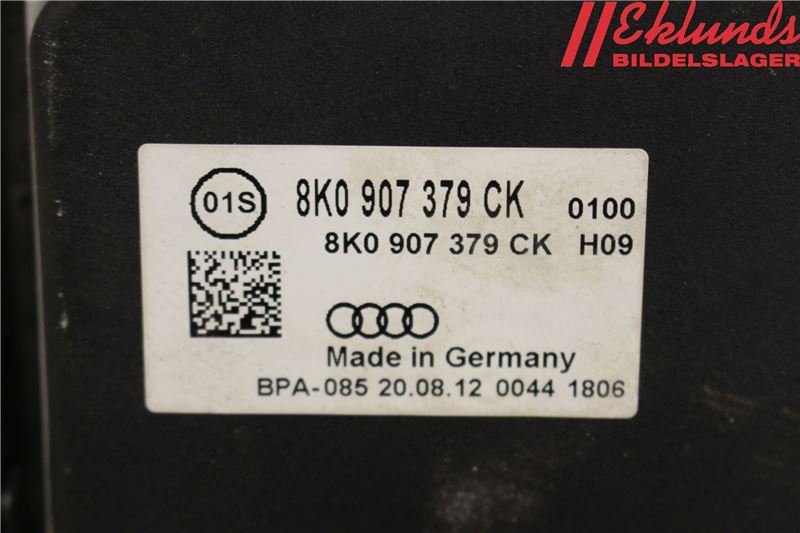 Eklunds
BILDELSLAGER
01S 8K0 907 379 CK 0100
8K0 907 379 CK H09
Made in Germany
BPA-085 20.08.12 0044 1806